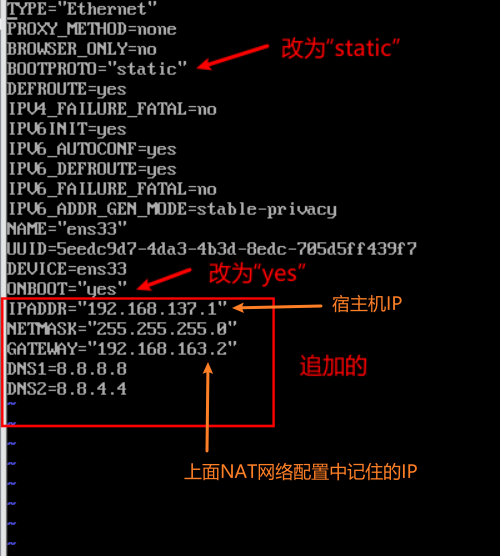 TYPE="Ethernet"
PROXY_METHOD=none
BROWSER_ONLY=no
改为“static”
BOOTPROTO="static"
DEFROUTE=yes
IPV4_FAILURE_FATAL=no
IPV6INIT=yes
IPV6_AUTOCONF=yes
IPV6_DEFROUTE=yes
IPV6_FAILURE_FATAL=no
IPV6_ADDR_GEN_MODE=stable-privacy
NAME="ens33"
UUID=5eedc9d7-4da3-4b3d-8edc-705d5ff439f7
DEVICE=ens33
改为“yes”
ONBOOT="yes"
IPADDR="192.168.137.1"
宿主机IP
NETMASK="255.255.255.0"
GATEWAY="192.168.163.2"
追加的
DNS1=8.8.8.8
DNS2=8.8.4.4
~
~
~
上面NAT网络配置中记住的IP
~
~
~
~
~